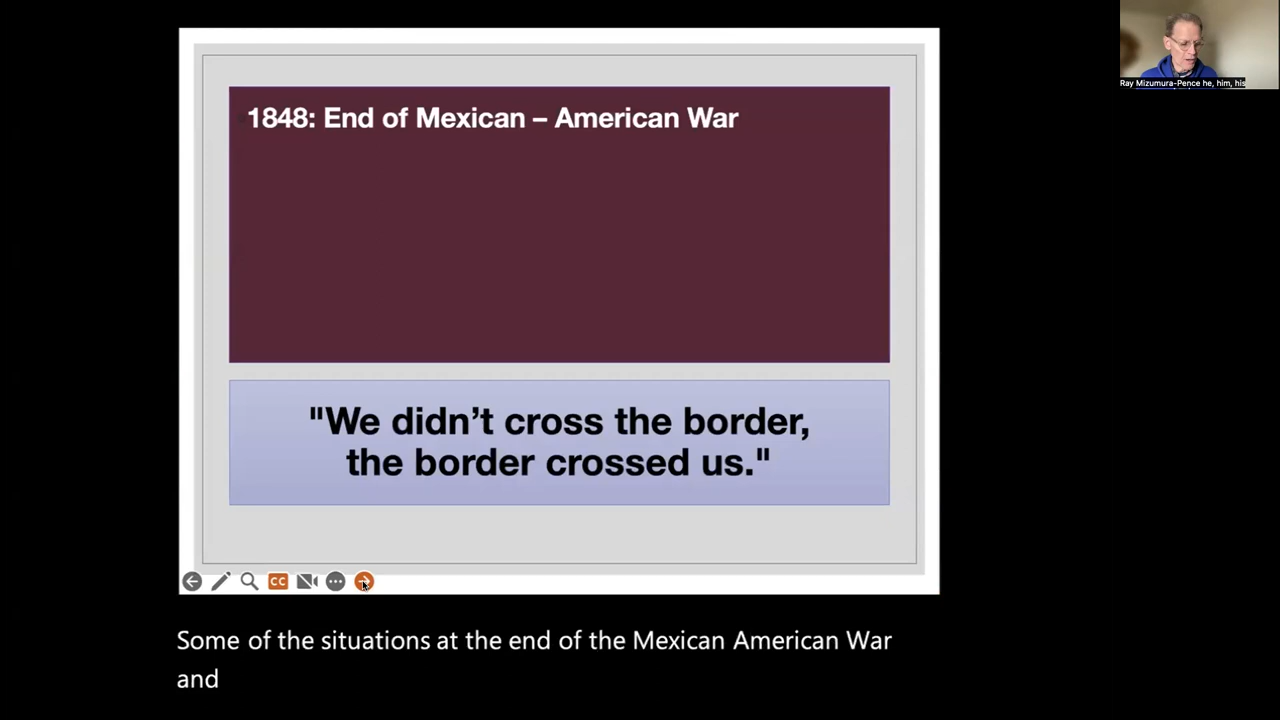 Ray Mizumura-Pence he, him, his
1848: End of Mexican – American War
"We didn’t cross the border,
the border crossed us."
CC
Some of the situations at the end of the Mexican American War
and